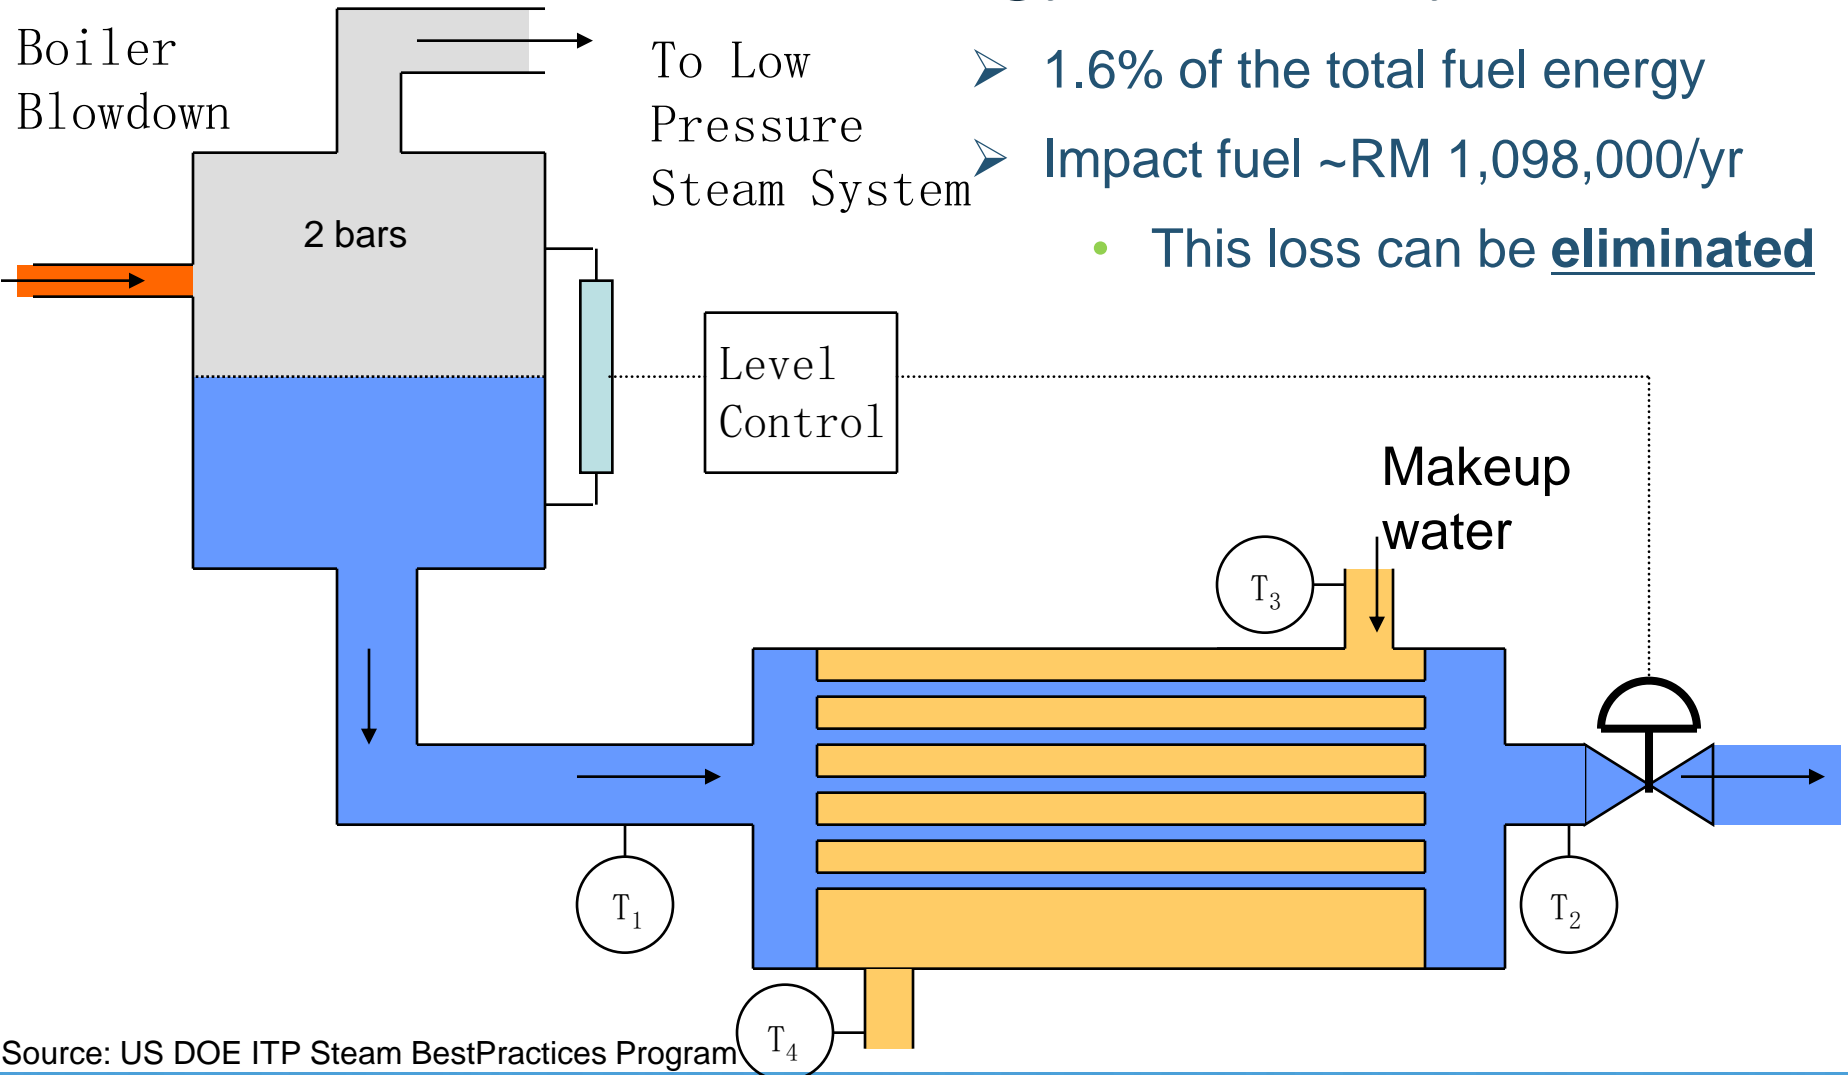 Boiler
Blowdown
To Low
Pressure
Steam System
➢ 1.6% of the total fuel energy
➢ Impact fuel ~RM 1,098,000/yr
• This loss can be eliminated
2 bars
Level
Control
Makeup
water
T3
T1
T2
T4
Source: US DOE ITP Steam BestPractices Program